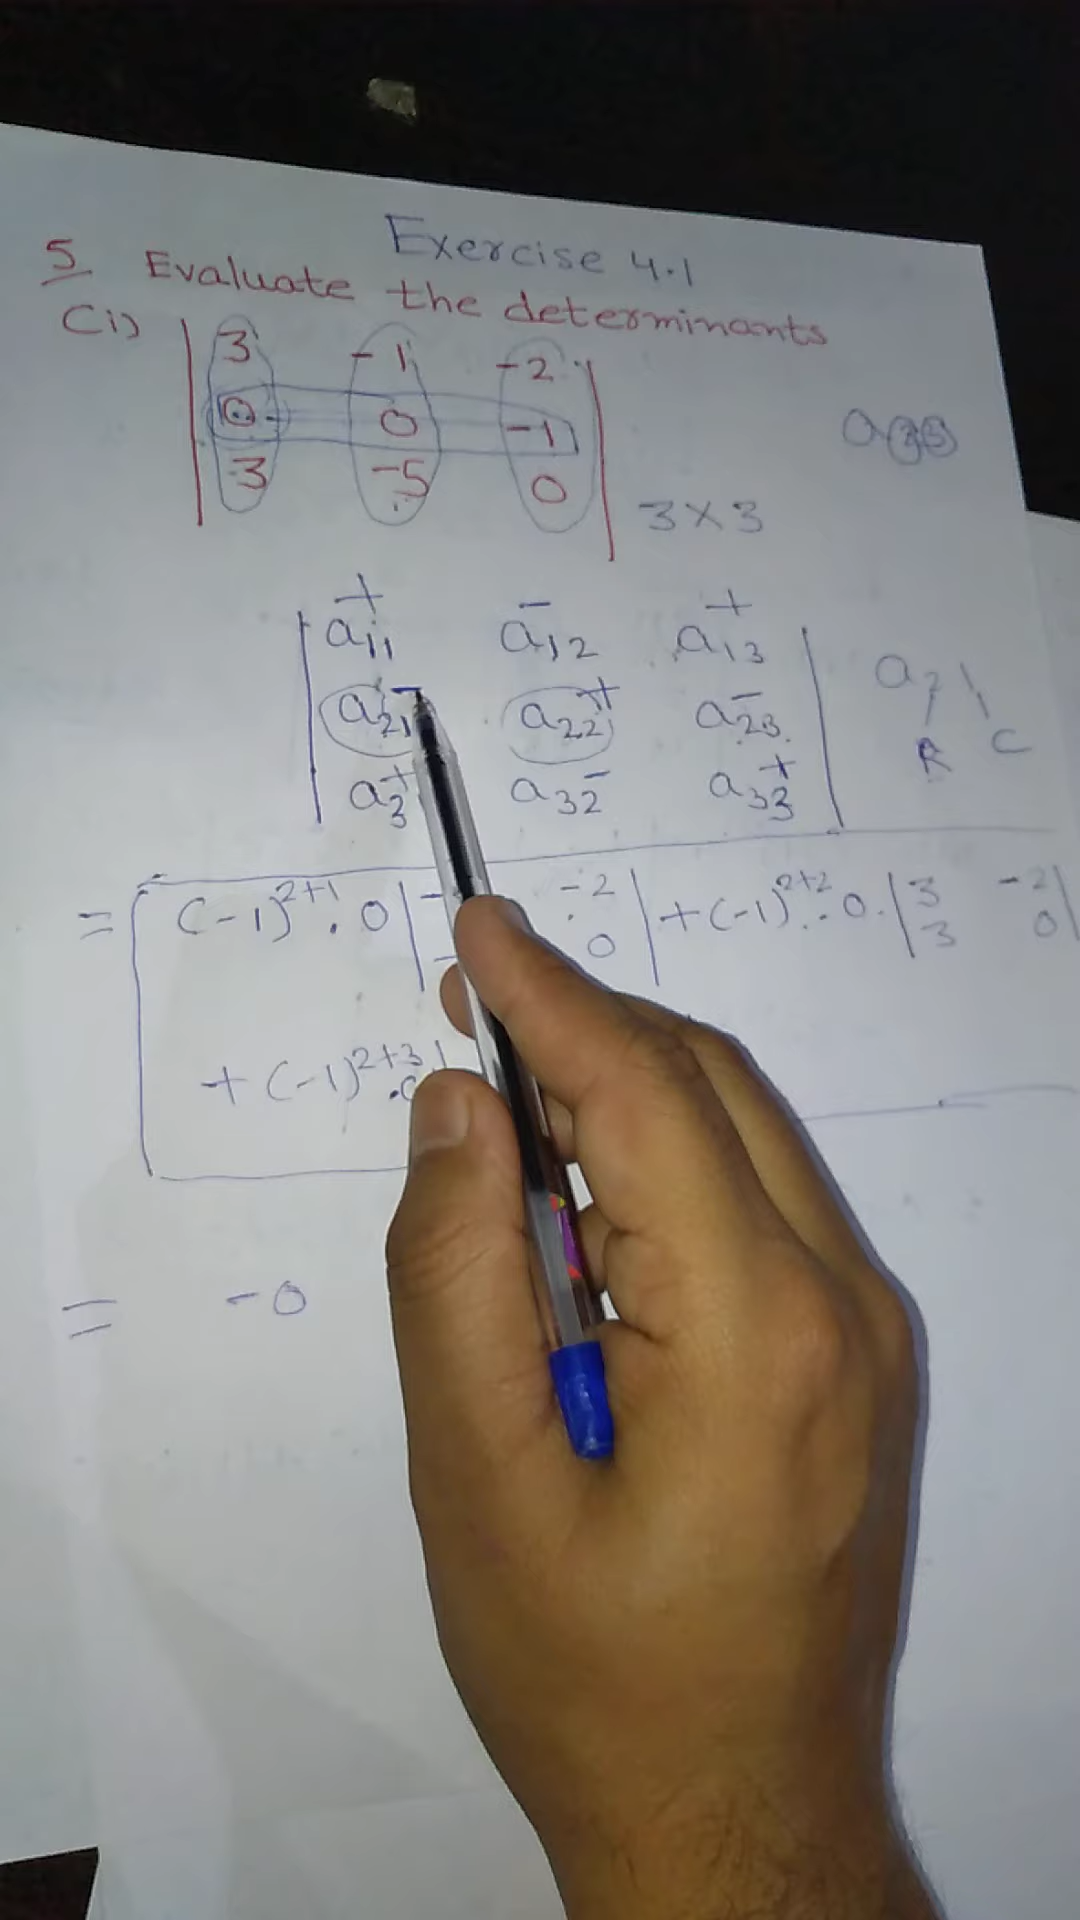 Exercise 4.1
5 Evaluate the determinants
(i) | 3 -1 -2 |
0 0 -1
3 -5 0
3×3
+ - +
a11 a12 a13
a21 - a22 + a23 -
a3 + a32 - a33 +
a21
R C
= (-1)^2+1 . 0 | - -2
0 | + (-1)^2+2 . 0 . | 3 -2 |
3 0
+ (-1)^2+3 .
= -0